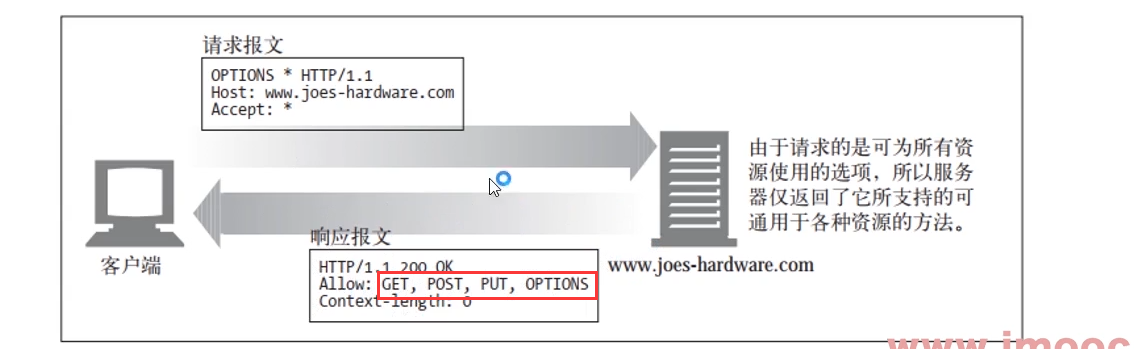 请求报文
OPTIONS * HTTP/1.1
Host: www.joes-hardware.com
Accept: *
由于请求的是可为所有资
源使用的选项，所以服务
器仅返回了它所支持的可
通用于各种资源的方法。
响应报文
客户端
HTTP/1.1 200 OK
www.joes-hardware.com
Allow: GET, POST, PUT, OPTIONS
Context-length: 0
www.imooc